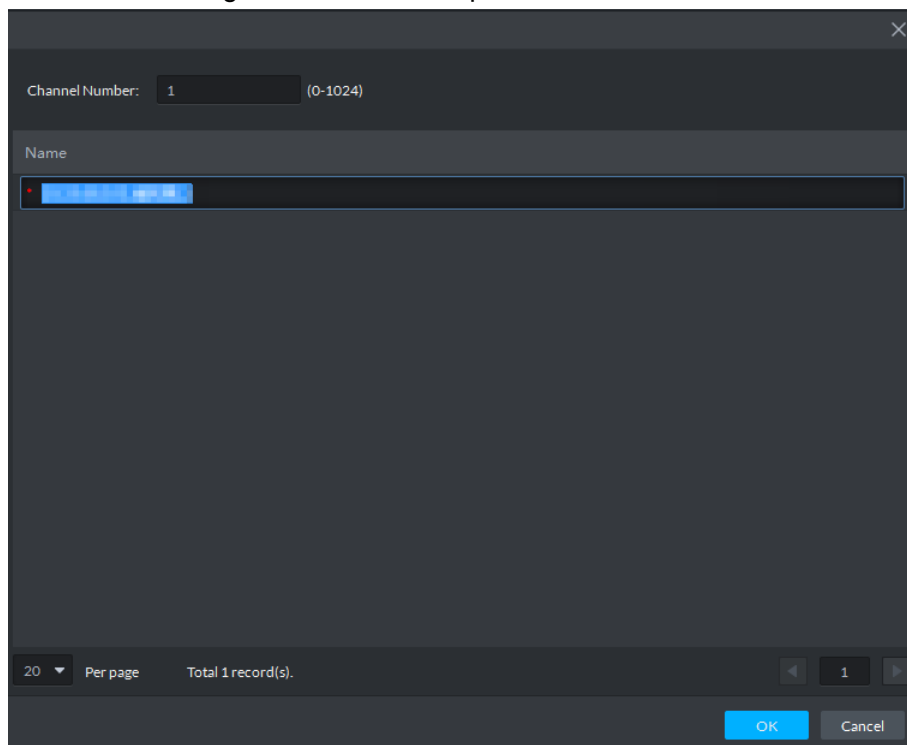 Channel Number: 1 (0-1024)
Name
*
20 Per page Total 1 record(s). 1
OK Cancel